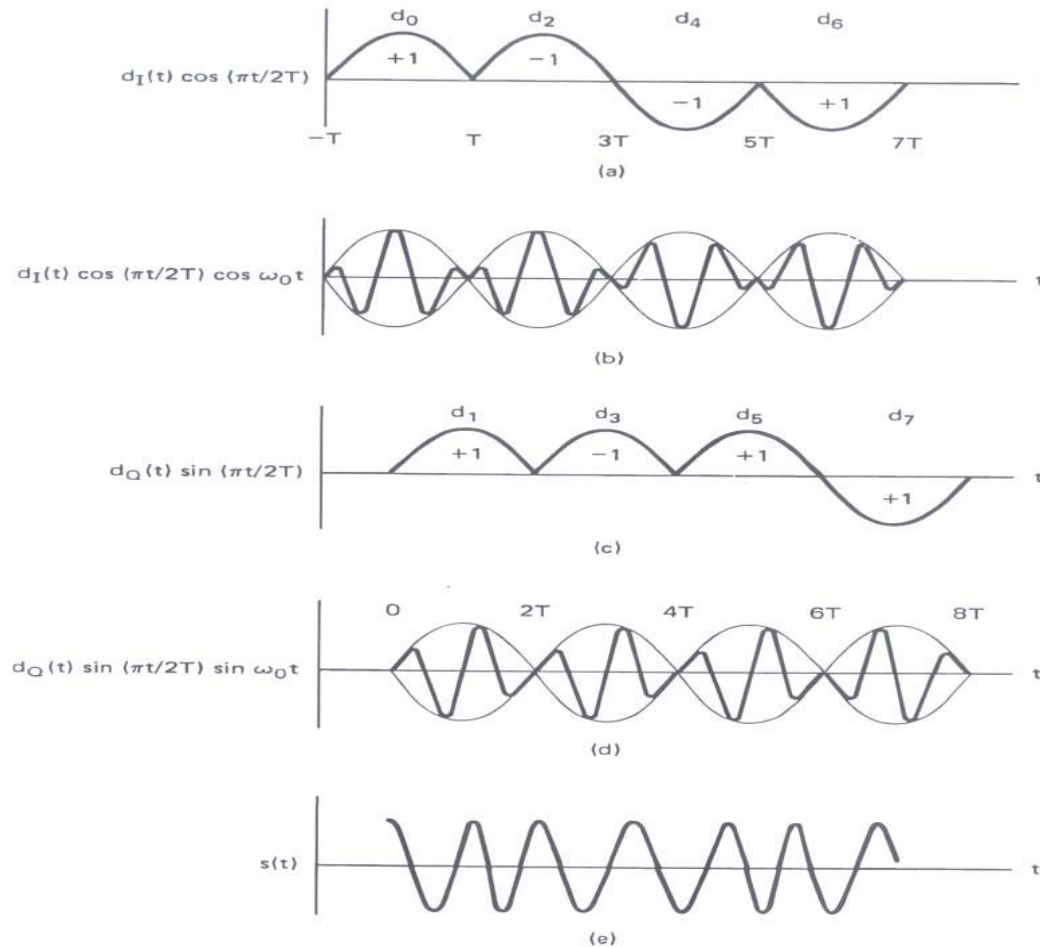 d0 d2 d4 d6
dI(t) cos (πt/2T)
+1 -1 -1 +1
-T T 3T 5T 7T
(a)
dI(t) cos (πt/2T) cos ω0t t
(b)
d1 d3 d5 d7
dQ(t) sin (πt/2T) t
+1 -1 +1 +1
(c)
0 2T 4T 6T 8T
dQ(t) sin (πt/2T) sin ω0t t
(d)
s(t) t
(e)